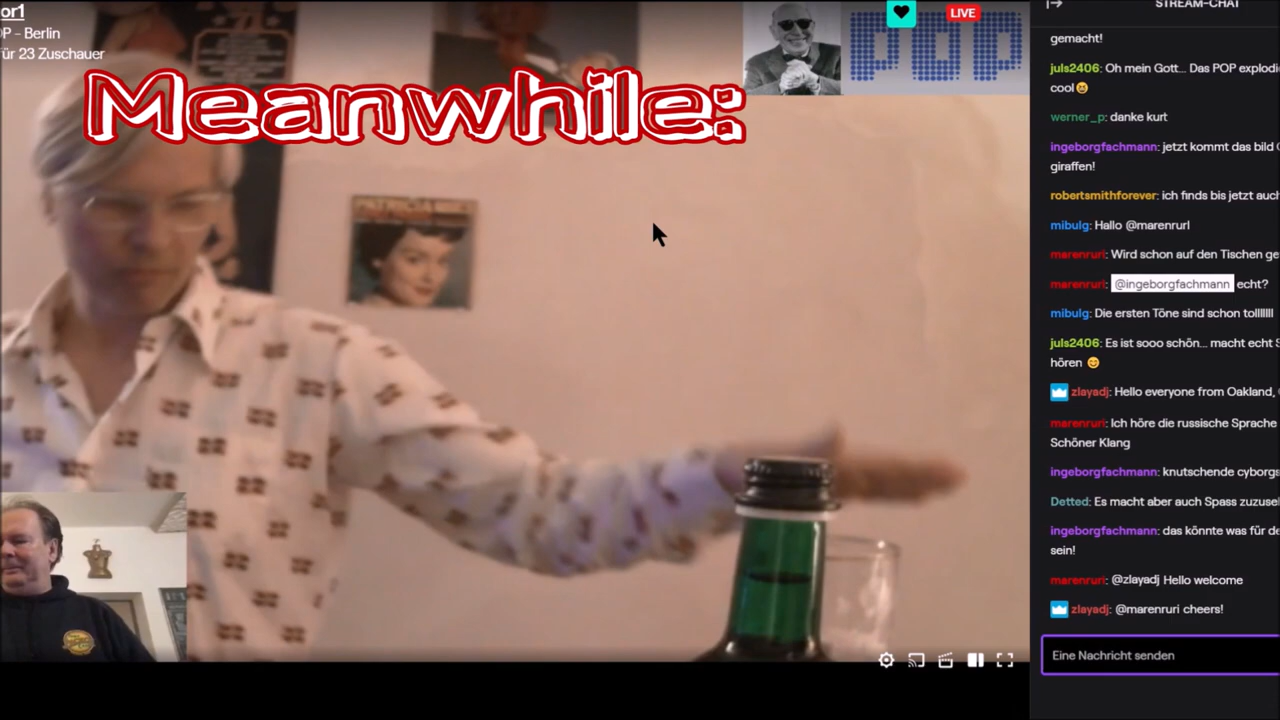 or1
P - Berlin
für 23 Zuschauer
Meanwhile:
POP
LIVE
STREAM-CHAT
gemacht!
juls2406: Oh mein Gott... Das POP explodi
cool
werner_p: danke kurt
ingeborgfachmann: jetzt kommt das bild
giraffen!
robertsmithforever: ich finds bis jetzt auch
mibulg: Hallo @marenrurl
marenruri: Wird schon auf den Tischen ge
marenruri: @ingeborgfachmann echt?
mibulg: Die ersten Töne sind schon tollllllll
juls2406: Es ist sooo schön... macht echt S
hören
zlayadj: Hello everyone from Oakland,
marenruri: Ich höre die russische Sprache
Schöner Klang
ingeborgfachmann: knutschende cyborgs
Detted: Es macht aber auch Spass zuzuse
ingeborgfachmann: das könnte was für de
sein!
marenruri: @zlayadj Hello welcome
zlayadj: @marenruri cheers!
Eine Nachricht senden